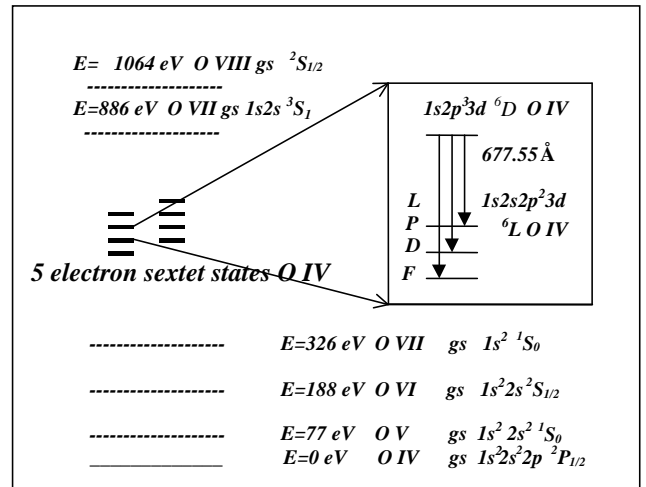 E= 1064 eV O VIII gs ²S1/2
E=886 eV O VII gs 1s2s ³S1
1s2p³3d ⁶D O IV
677.55 Å
L 1s2s2p²3d
P ⁶L O IV
D
F
5 electron sextet states O IV
E=326 eV O VII gs 1s² ¹S0
E=188 eV O VI gs 1s²2s ²S1/2
E=77 eV O V gs 1s² 2s² ¹S0
E=0 eV O IV gs 1s²2s²2p ²P1/2